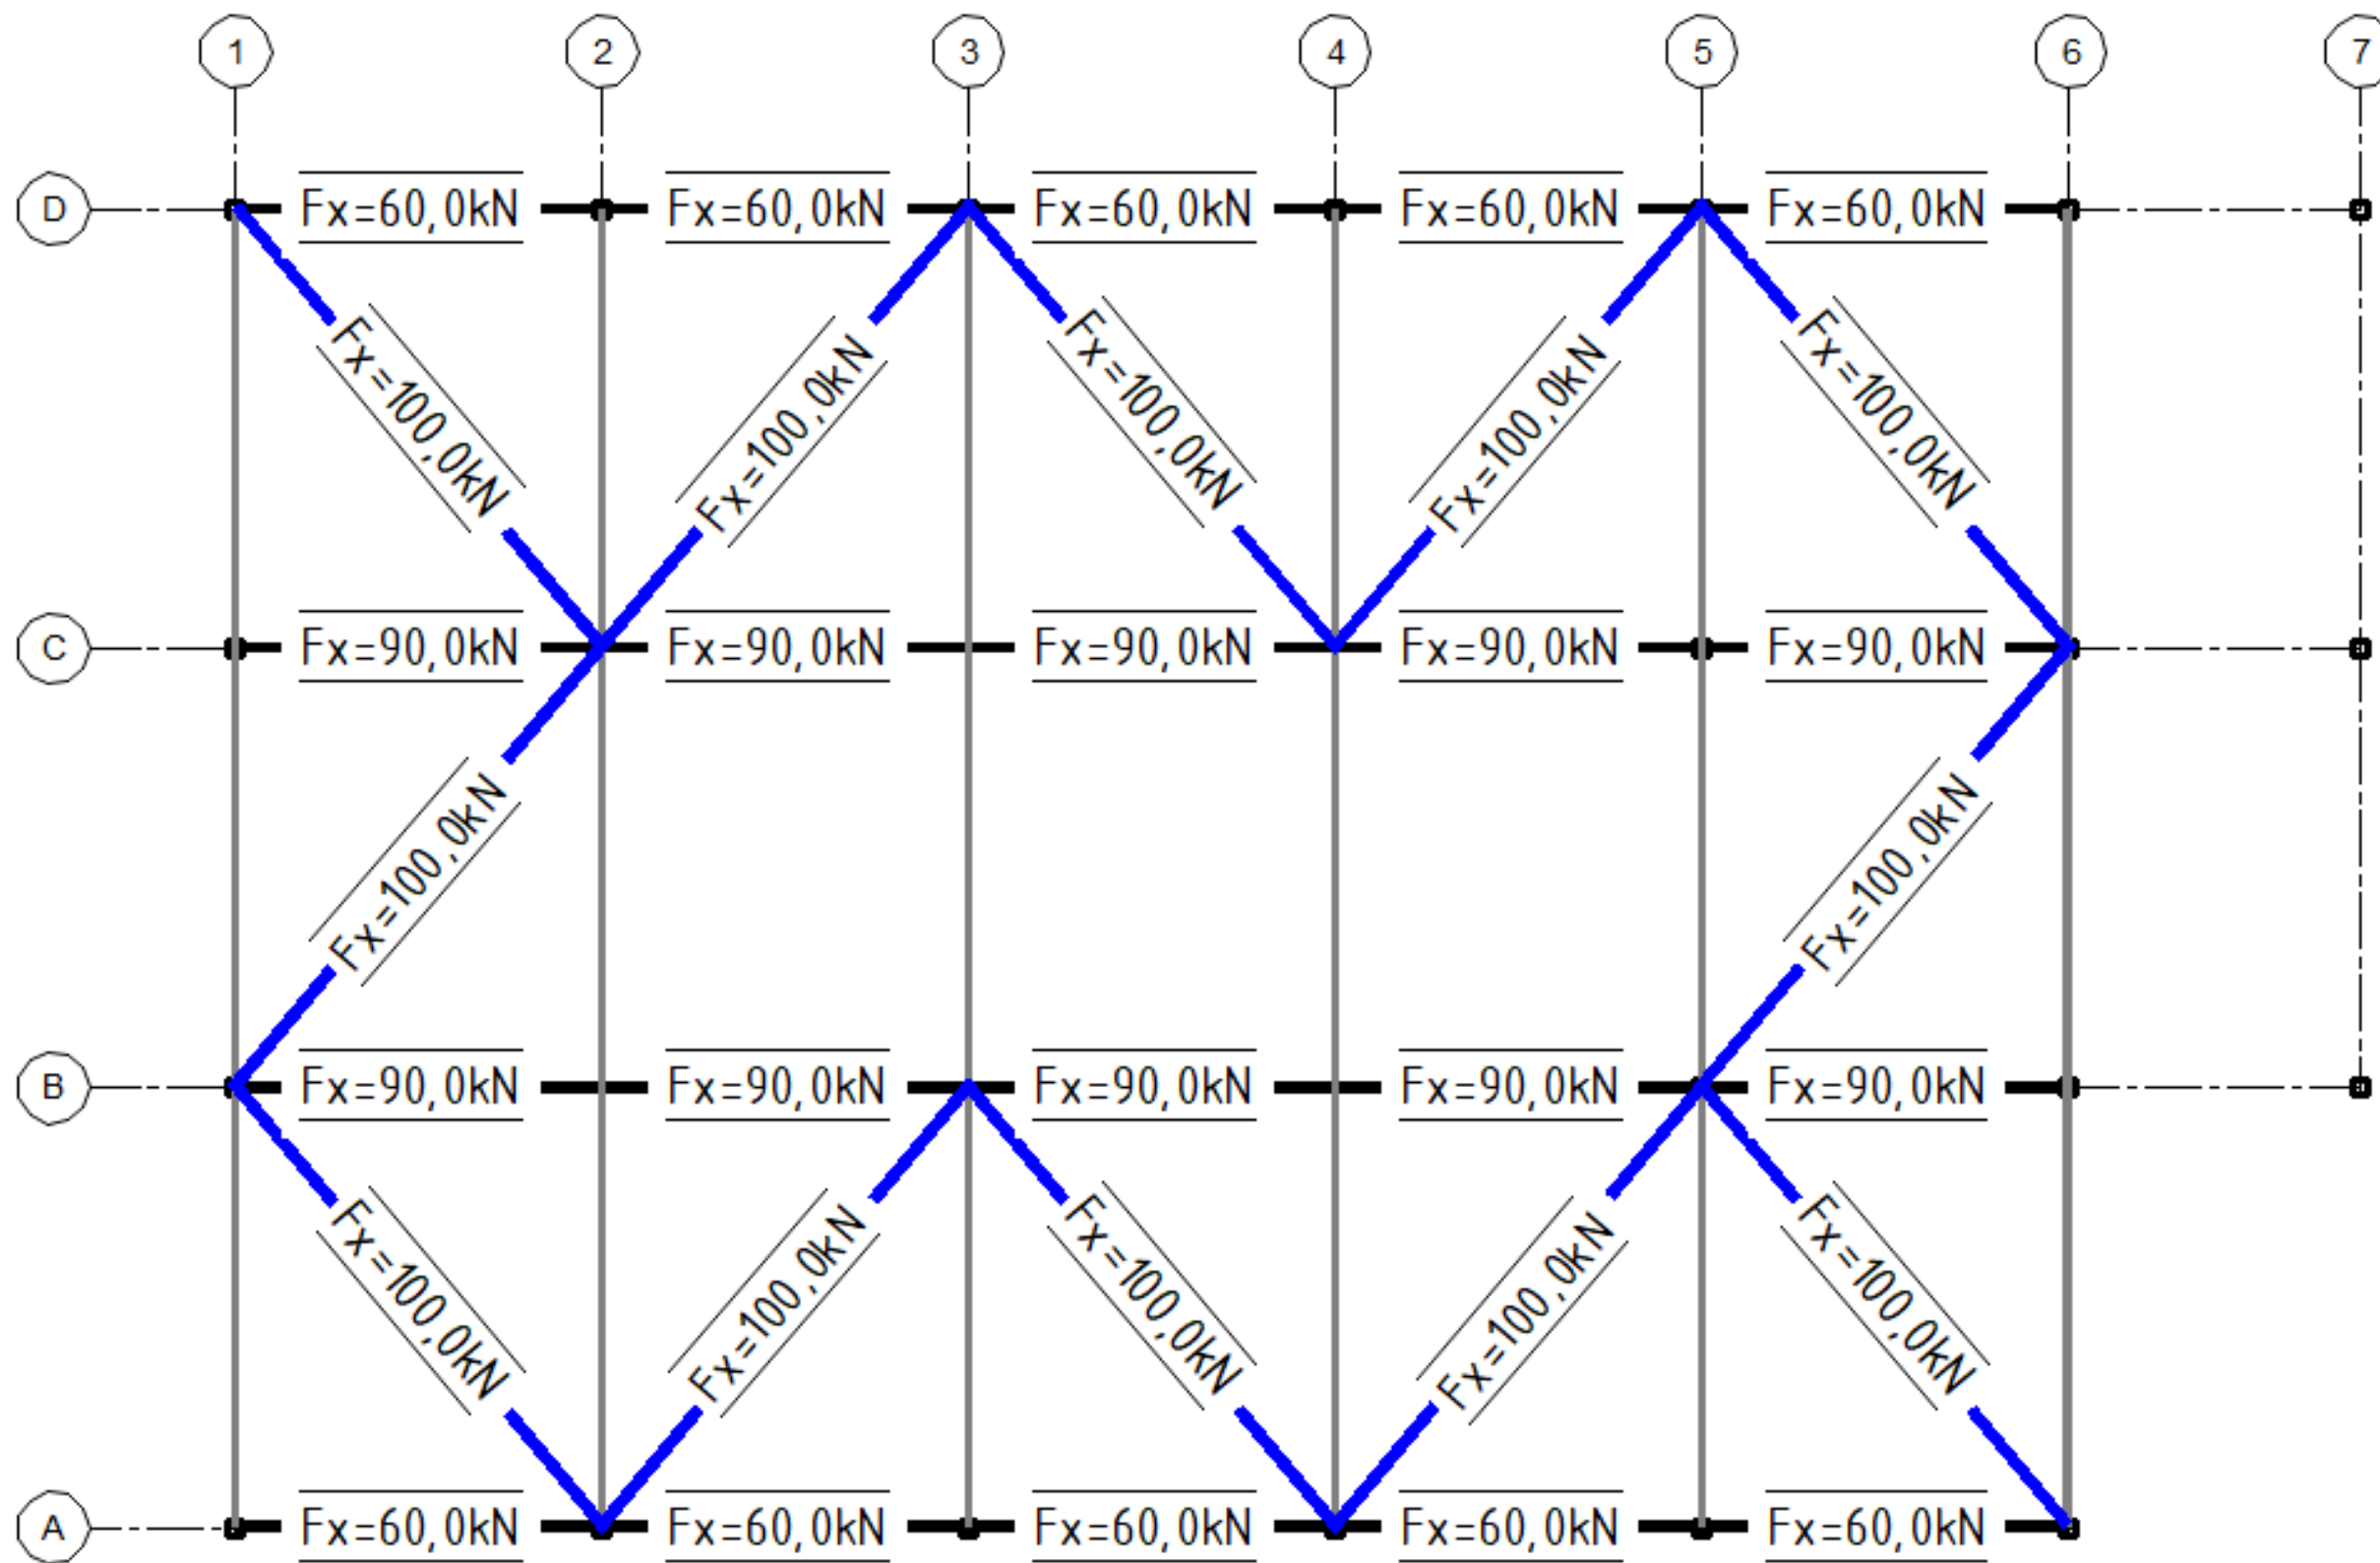 1 2 3 4 5 6 7
D Fx=60,0kN Fx=60,0kN Fx=60,0kN Fx=60,0kN Fx=60,0kN
Fx=100,0kN Fx=100,0kN Fx=100,0kN Fx=100,0kN Fx=100,0kN
C Fx=90,0kN Fx=90,0kN Fx=90,0kN Fx=90,0kN Fx=90,0kN
Fx=100,0kN Fx=100,0kN
B Fx=90,0kN Fx=90,0kN Fx=90,0kN Fx=90,0kN Fx=90,0kN
Fx=100,0kN Fx=100,0kN Fx=100,0kN Fx=100,0kN Fx=100,0kN
A Fx=60,0kN Fx=60,0kN Fx=60,0kN Fx=60,0kN Fx=60,0kN